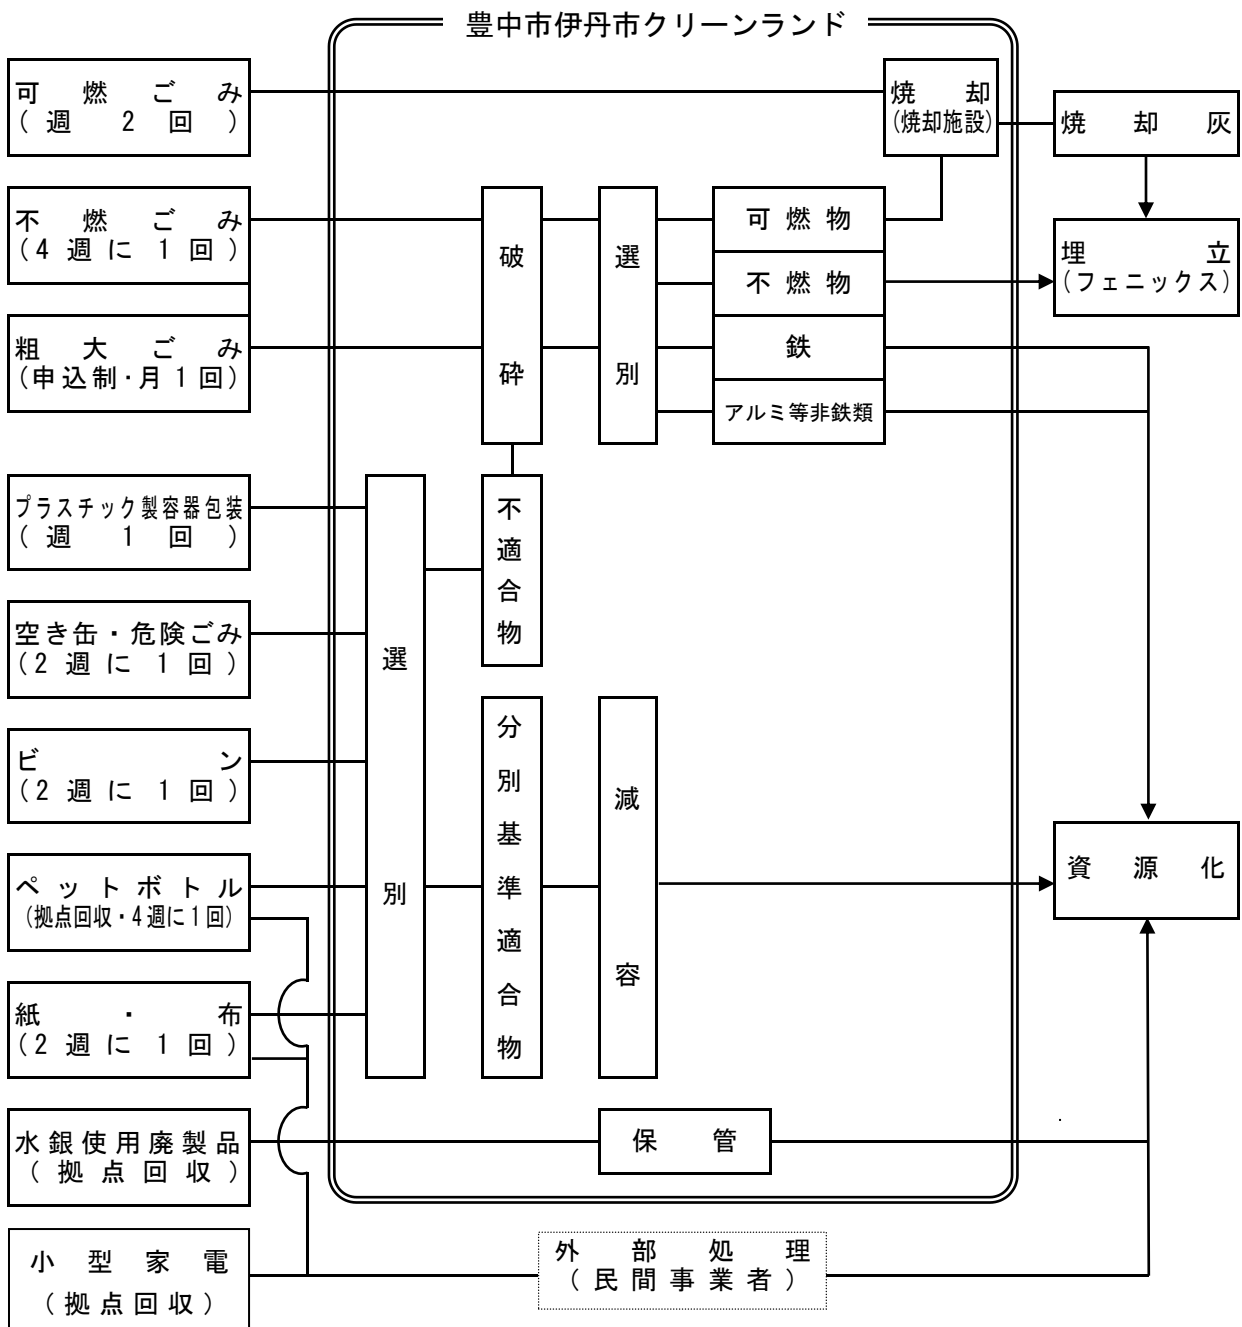 豊中市伊丹市クリーンランド
可燃ごみ
(週2回)
焼却
(焼却施設)
焼却灰
不燃ごみ
(4週に1回)
破砕
選別
可燃物
不燃物
鉄
アルミ等非鉄類
埋立
(フェニックス)
粗大ごみ
(申込制・月1回)
プラスチック製容器包装
(週1回)
不適合物
空き缶・危険ごみ
(2週に1回)
選別
ビン
(2週に1回)
分別基準適合物
減容
資源化
ペットボトル
(拠点回収・4週に1回)
紙・布
(2週に1回)
水銀使用廃製品
(拠点回収)
保管
小型家電
(拠点回収)
外部処理
(民間事業者)